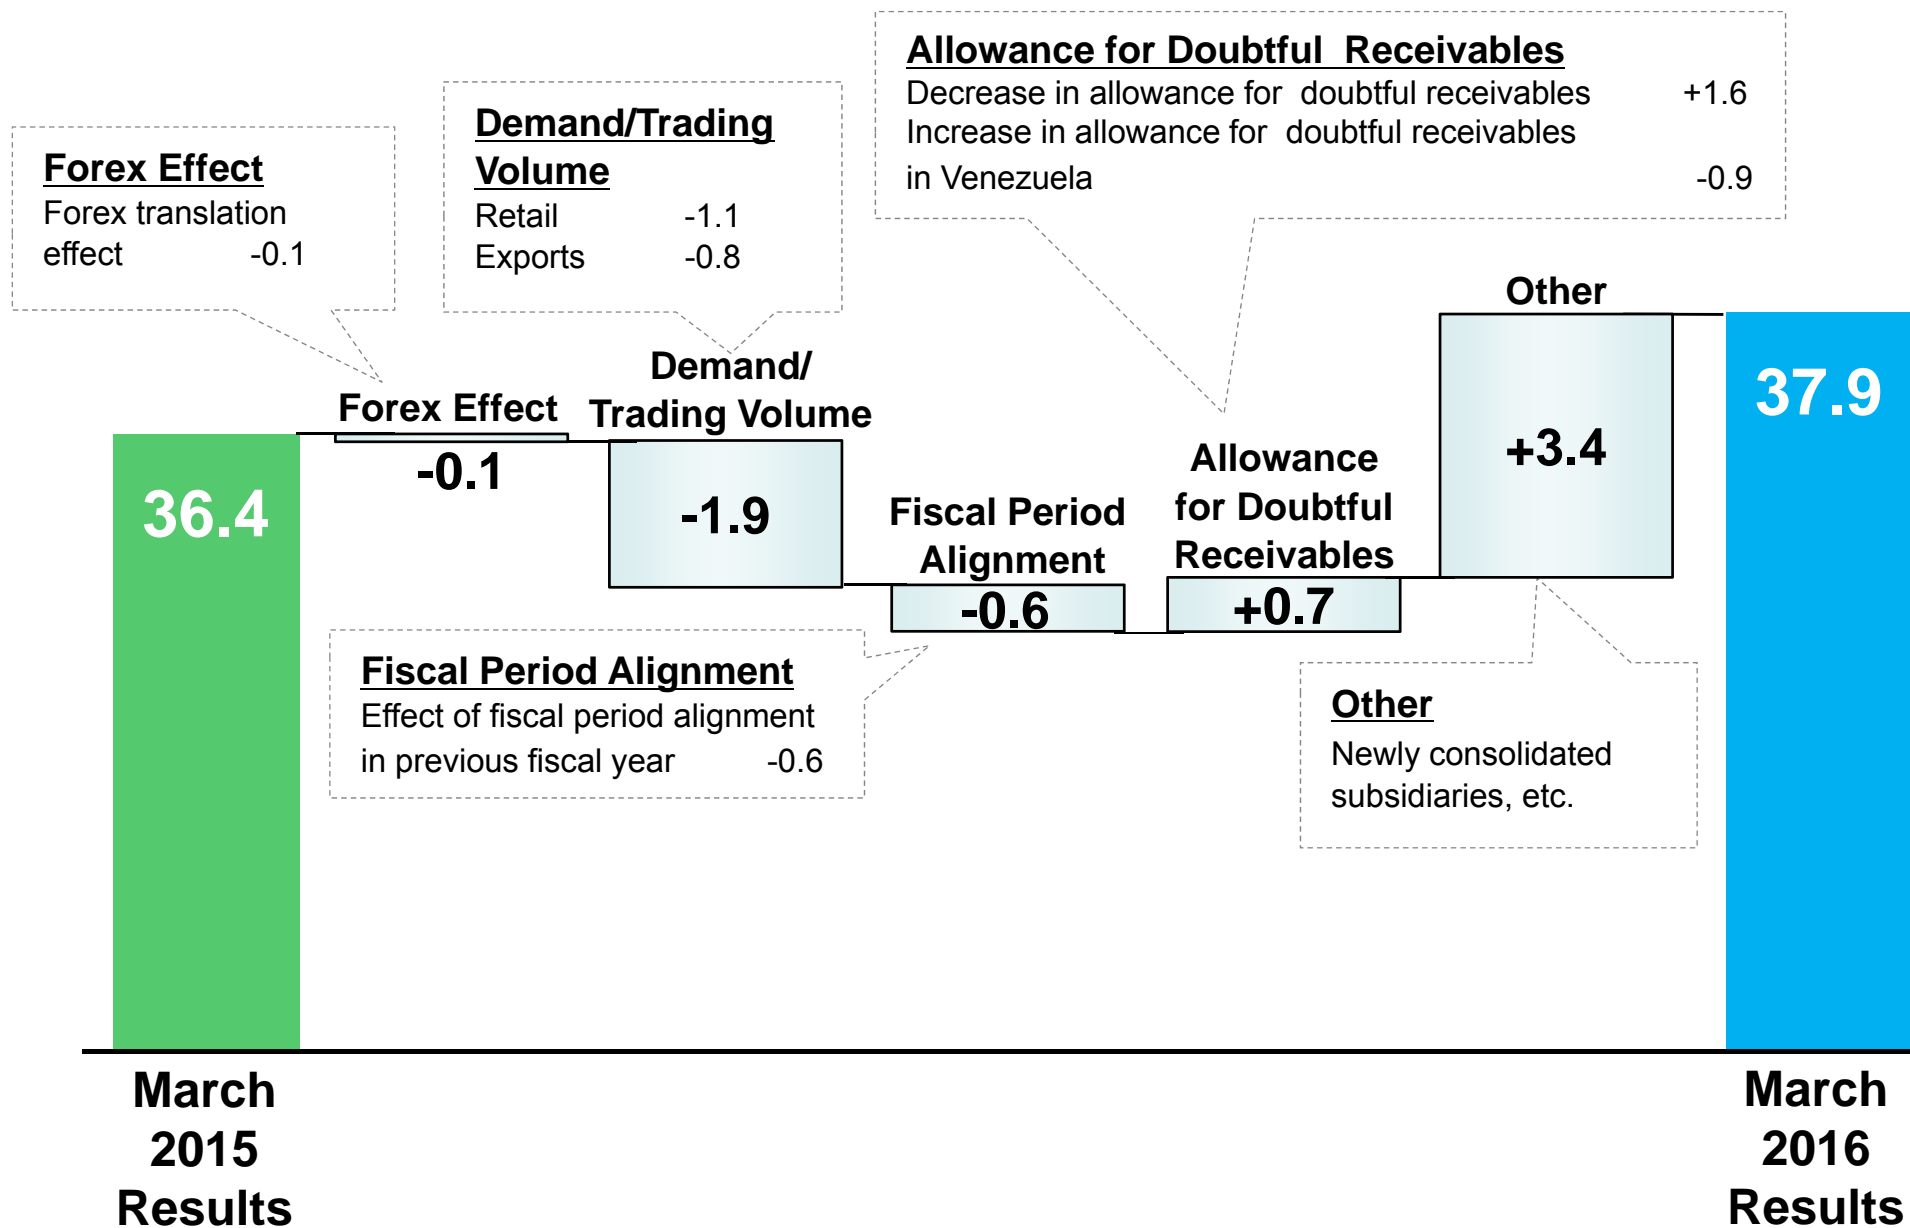 Allowance for Doubtful Receivables
Decrease in allowance for doubtful receivables +1.6
Increase in allowance for doubtful receivables
in Venezuela -0.9
Demand/Trading
Volume
Retail -1.1
Exports -0.8
Forex Effect
Forex translation
effect -0.1
Other
Demand/
Trading Volume
Forex Effect
37.9
+3.4
-0.1
Allowance
for Doubtful
Receivables
36.4
-1.9
Fiscal Period
Alignment
-0.6
+0.7
Fiscal Period Alignment
Effect of fiscal period alignment
in previous fiscal year -0.6
Other
Newly consolidated
subsidiaries, etc.
March
2015
Results
March
2016
Results